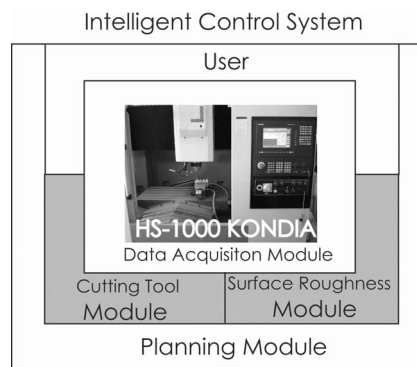 Intelligent Control System
User
HS-1000 KONDIA
Data Acquisiton Module
Cutting Tool
Module
Surface Roughness
Module
Planning Module